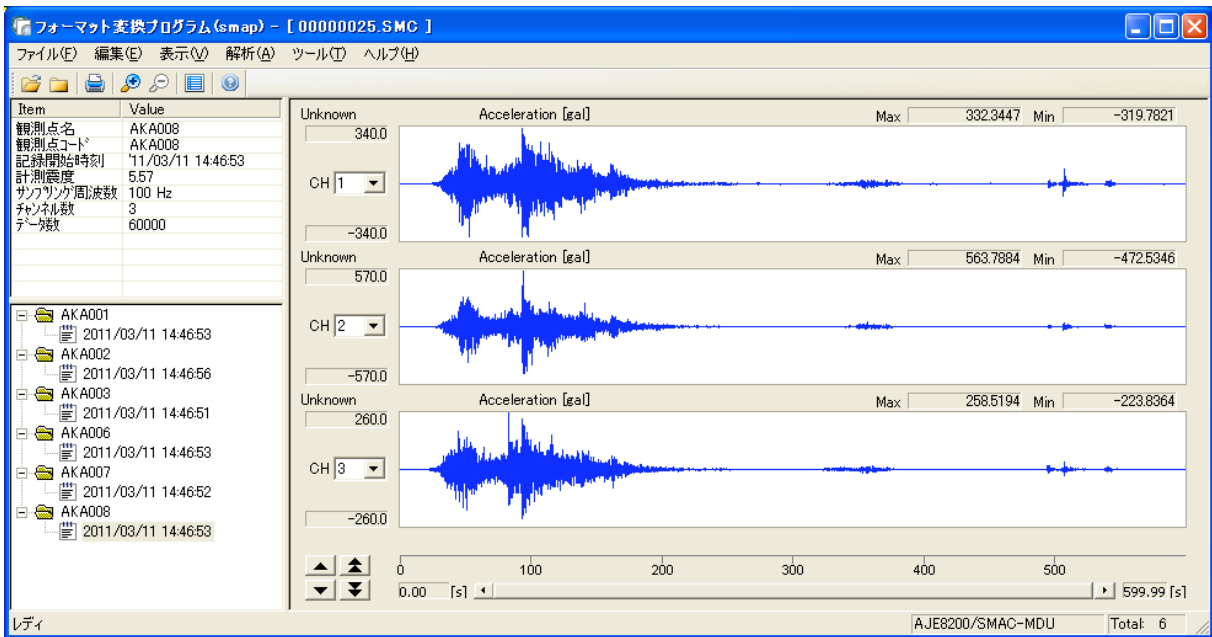 フォーマット変換プログラム(smap) - [ 00000025.SMC ]
ファイル(F) 編集(E) 表示(V) 解析(A) ツール(T) ヘルプ(H)
Item Value
観測点名 AKA008
観測点コード AKA008
記録開始時刻 '11/03/11 14:46:53
計測震度 5.57
サンプリング周波数 100 Hz
チャンネル数 3
データ数 60000
AKA001
2011/03/11 14:46:53
AKA002
2011/03/11 14:46:56
AKA003
2011/03/11 14:46:51
AKA006
2011/03/11 14:46:53
AKA007
2011/03/11 14:46:52
AKA008
2011/03/11 14:46:53
Unknown Acceleration [gal] Max 332.3447 Min -319.7821
340.0
CH 1
-340.0
Unknown Acceleration [gal] Max 563.7884 Min -472.5346
570.0
CH 2
-570.0
Unknown Acceleration [gal] Max 258.5194 Min -223.8364
260.0
CH 3
-260.0
0 100 200 300 400 500
0.00 [s] 599.99 [s]
レディ AJE8200/SMAC-MDU Total: 6